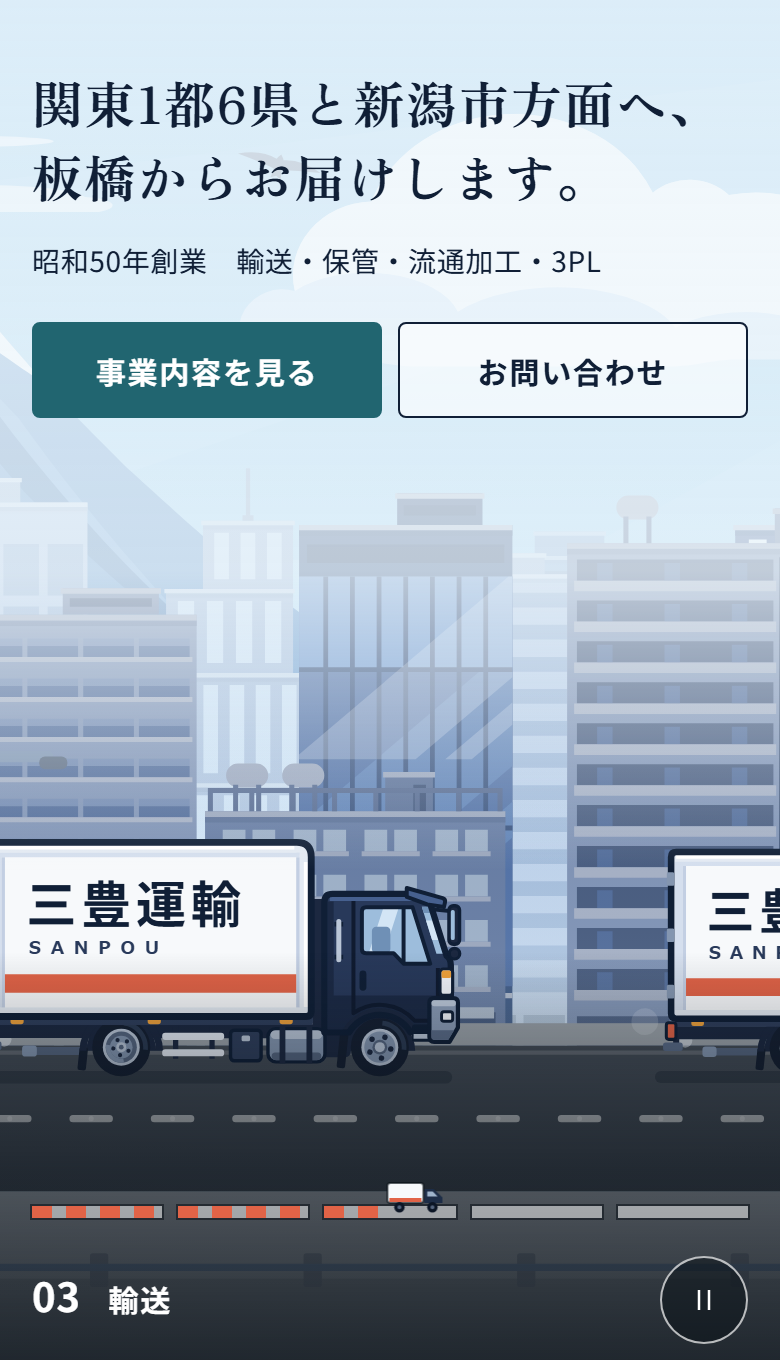 関東1都6県と新潟市方面へ、
板橋からお届けします。
昭和50年創業　輸送・保管・流通加工・3PL
事業内容を見る
お問い合わせ
三豊運輸
SANPOU
三豊
SANP
03 輸送